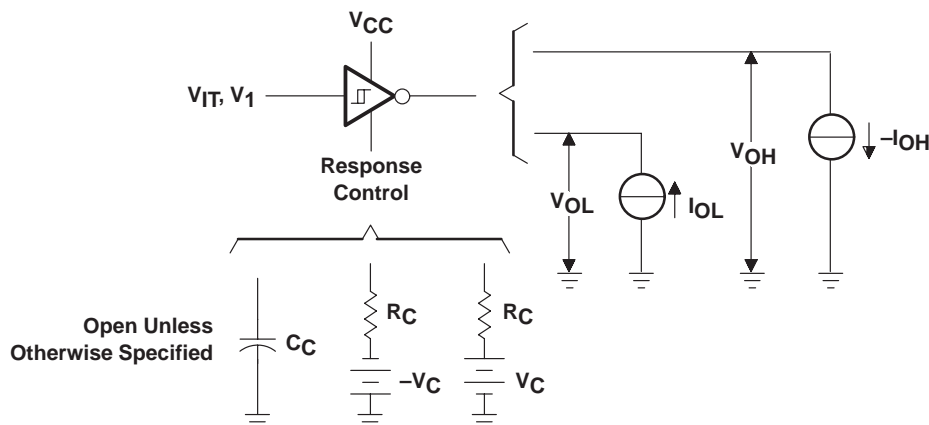 VCC
VIT, V1
Response
Control
VOL
IOL
VOH
–IOH
Open Unless
Otherwise Specified
CC
RC
–VC
RC
VC